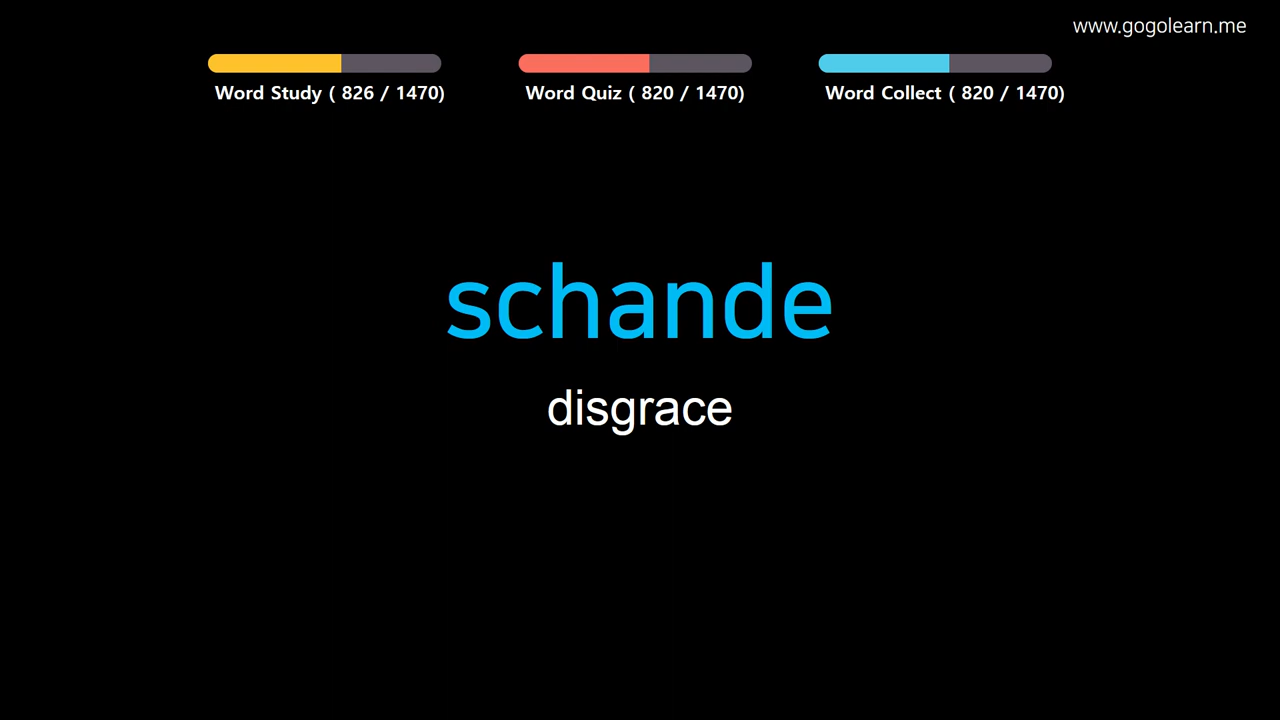 www.gogolearn.me
Word Study ( 826 / 1470)
Word Quiz ( 820 / 1470)
Word Collect ( 820 / 1470)
schande
disgrace